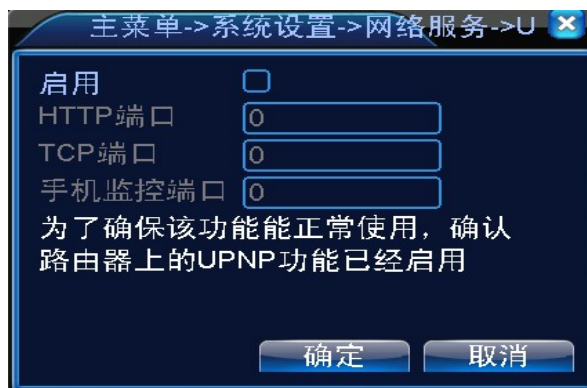 主菜单->系统设置->网络服务->U
启用
HTTP端口 0
TCP端口 0
手机监控端口 0
为了确保该功能能正常使用，确认
路由器上的UPNP功能已经启用
确定 取消